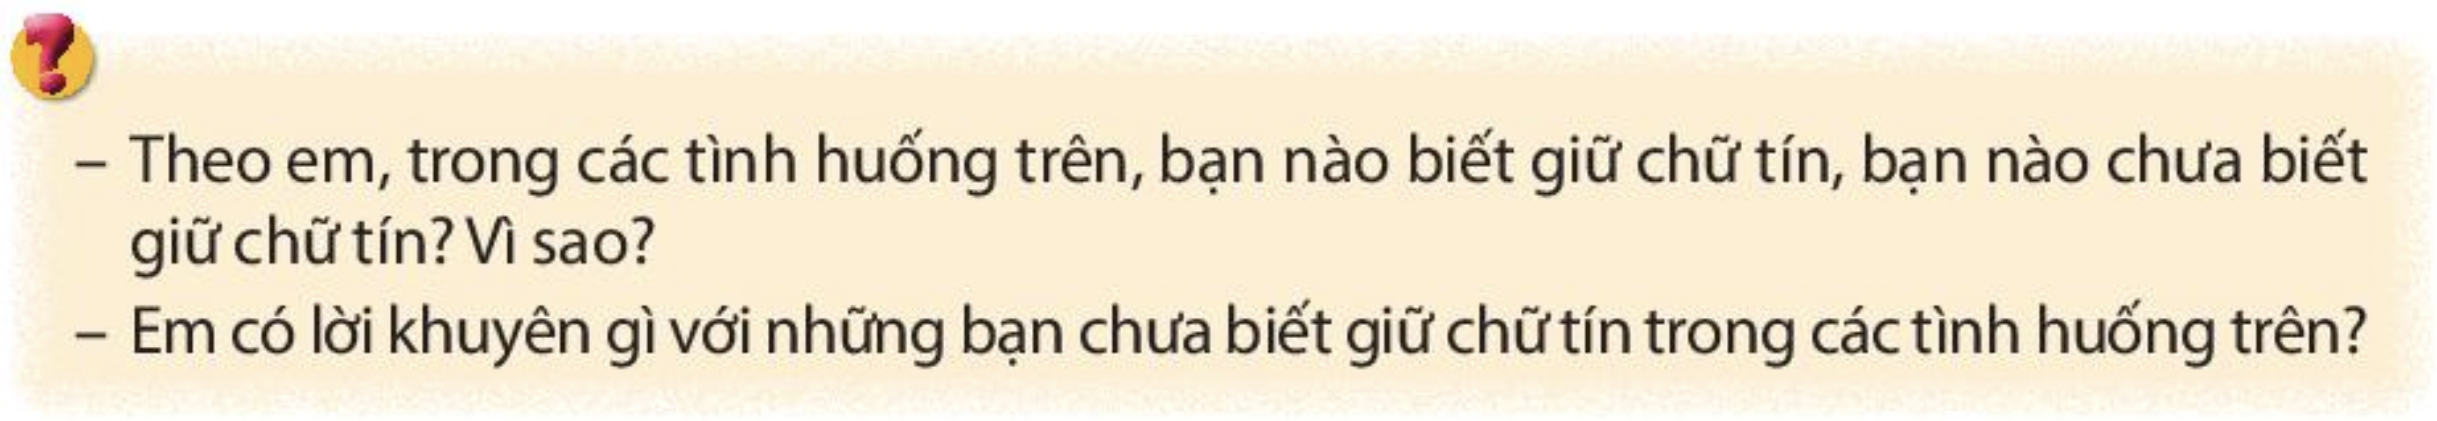 – Theo em, trong các tình huống trên, bạn nào biết giữ chữ tín, bạn nào chưa biết
giữ chữ tín? Vì sao?
– Em có lời khuyên gì với những bạn chưa biết giữ chữ tín trong các tình huống trên?